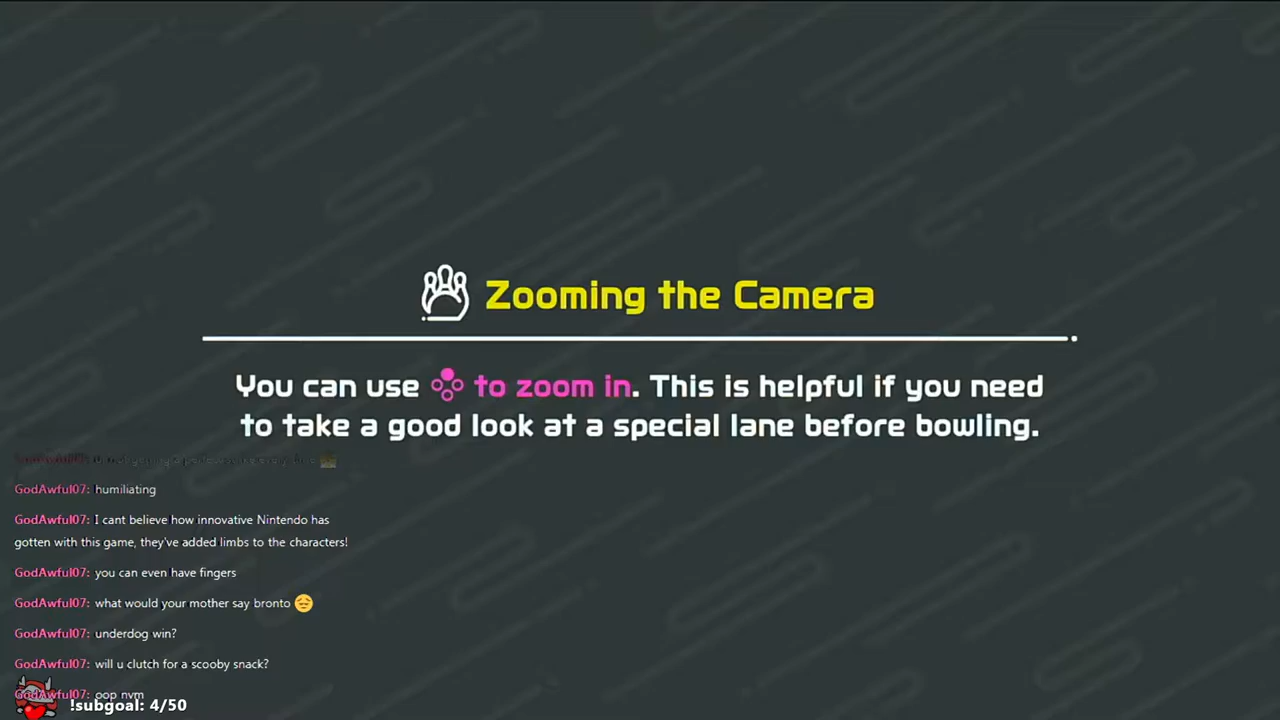 Zooming the Camera
You can use to zoom in. This is helpful if you need
to take a good look at a special lane before bowling.
GodAwful07: humiliating
GodAwful07: I cant believe how innovative Nintendo has
gotten with this game, they've added limbs to the characters!
GodAwful07: you can even have fingers
GodAwful07: what would your mother say bronto 😔
GodAwful07: underdog win?
GodAwful07: will u clutch for a scooby snack?
GodAwful07: oop nvm
!subgoal: 4/50